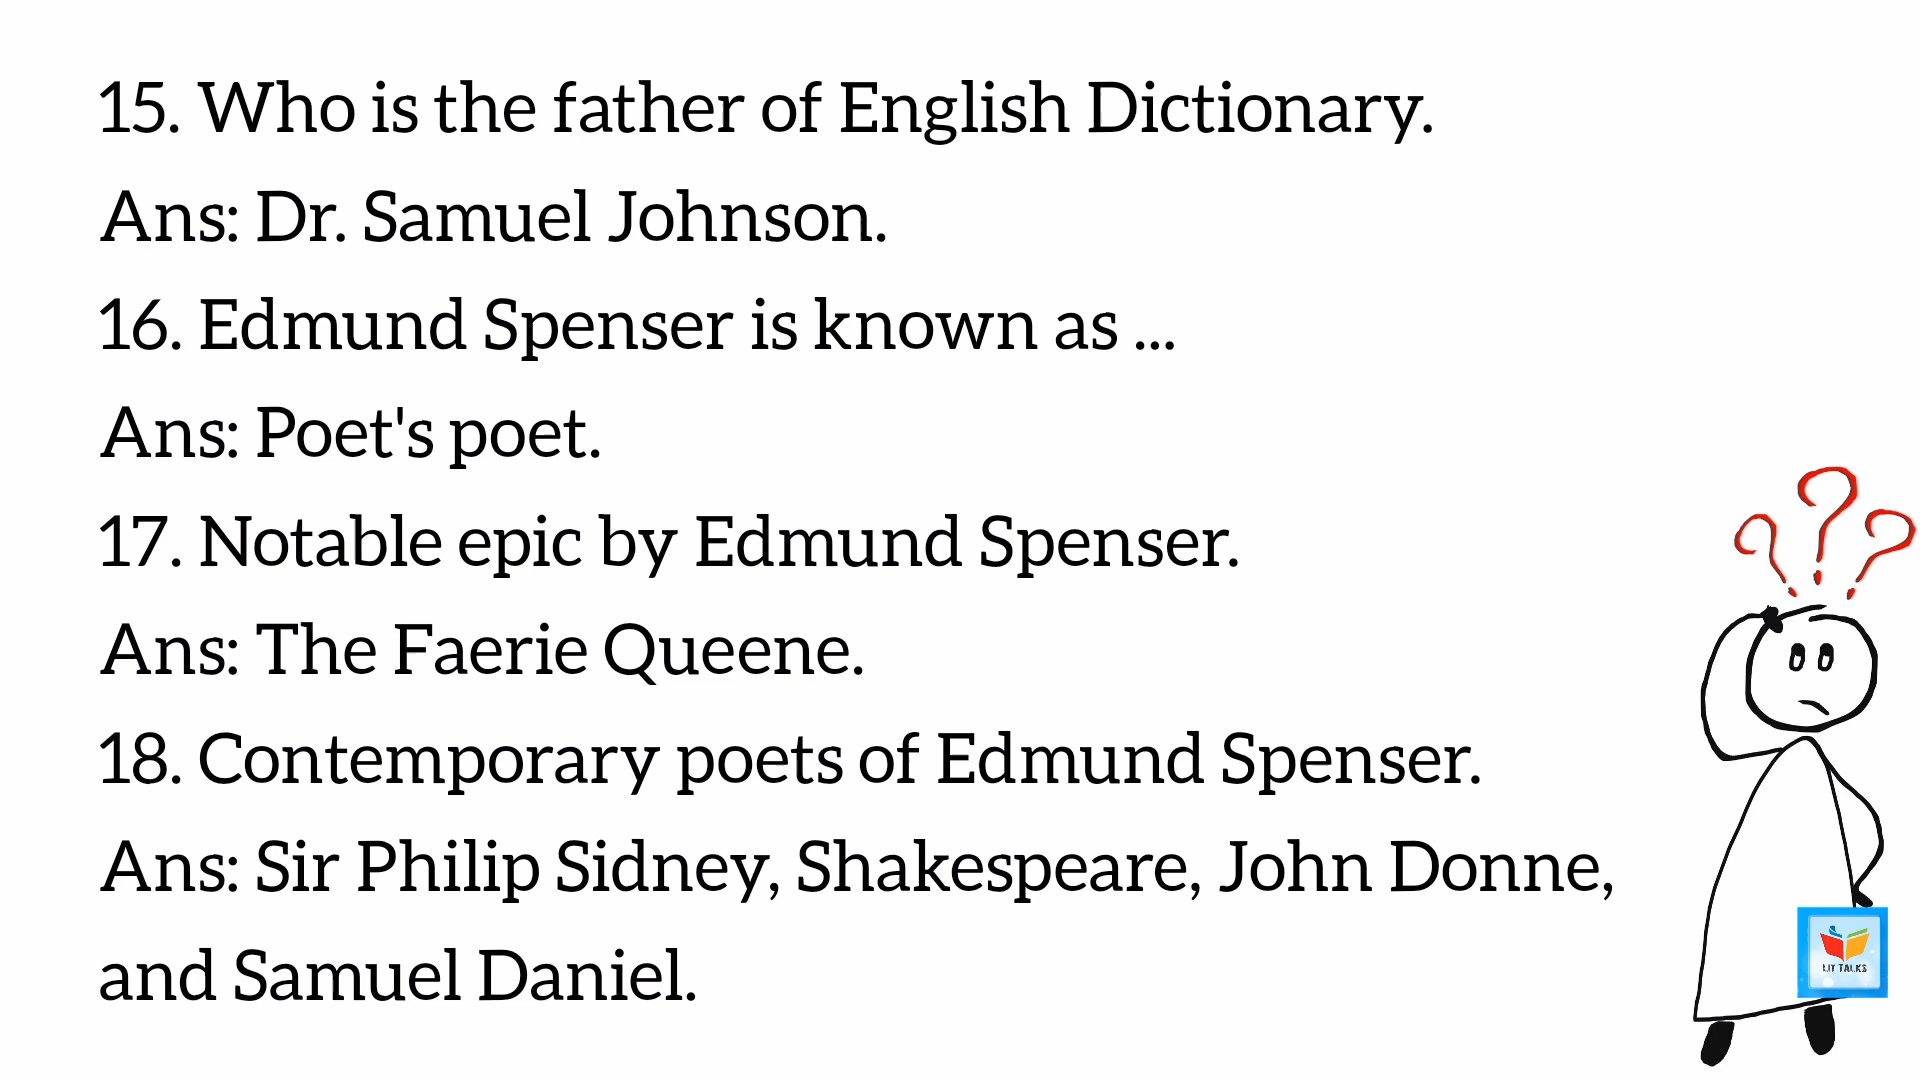 15. Who is the father of English Dictionary.
Ans: Dr. Samuel Johnson.
16. Edmund Spenser is known as ...
Ans: Poet's poet.
17. Notable epic by Edmund Spenser.
Ans: The Faerie Queene.
18. Contemporary poets of Edmund Spenser.
Ans: Sir Philip Sidney, Shakespeare, John Donne,
and Samuel Daniel.
LIT TALKS